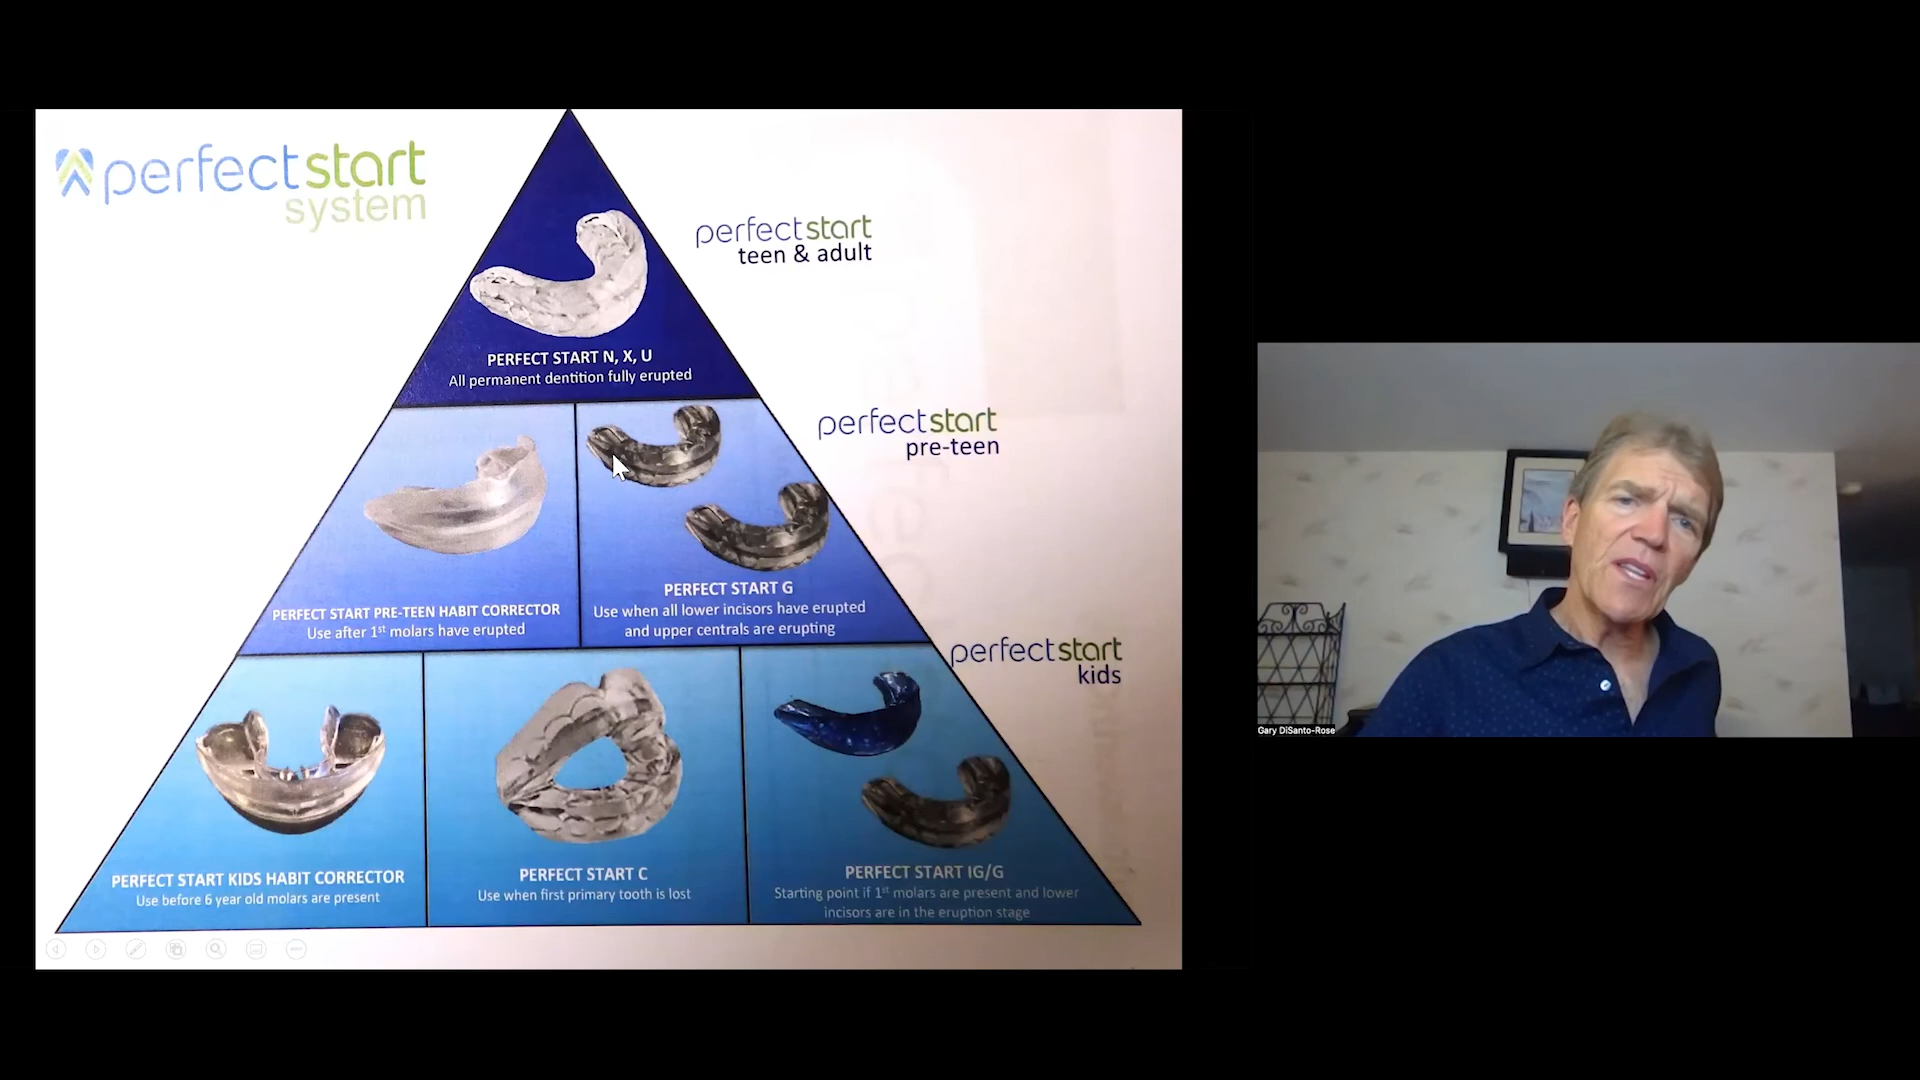 perfectstart
system
perfectstart
teen & adult
PERFECT START N, X, U
All permanent dentition fully erupted
perfectstart
pre-teen
PERFECT START PRE-TEEN HABIT CORRECTOR
Use after 1st molars have erupted
PERFECT START G
Use when all lower incisors have erupted
and upper centrals are erupting
perfectstart
kids
PERFECT START KIDS HABIT CORRECTOR
Use before 6 year old molars are present
PERFECT START C
Use when first primary tooth is lost
PERFECT START IG/G
Starting point if 1st molars are present and lower
incisors are in the eruption stage
Gary DiSanto-Rose